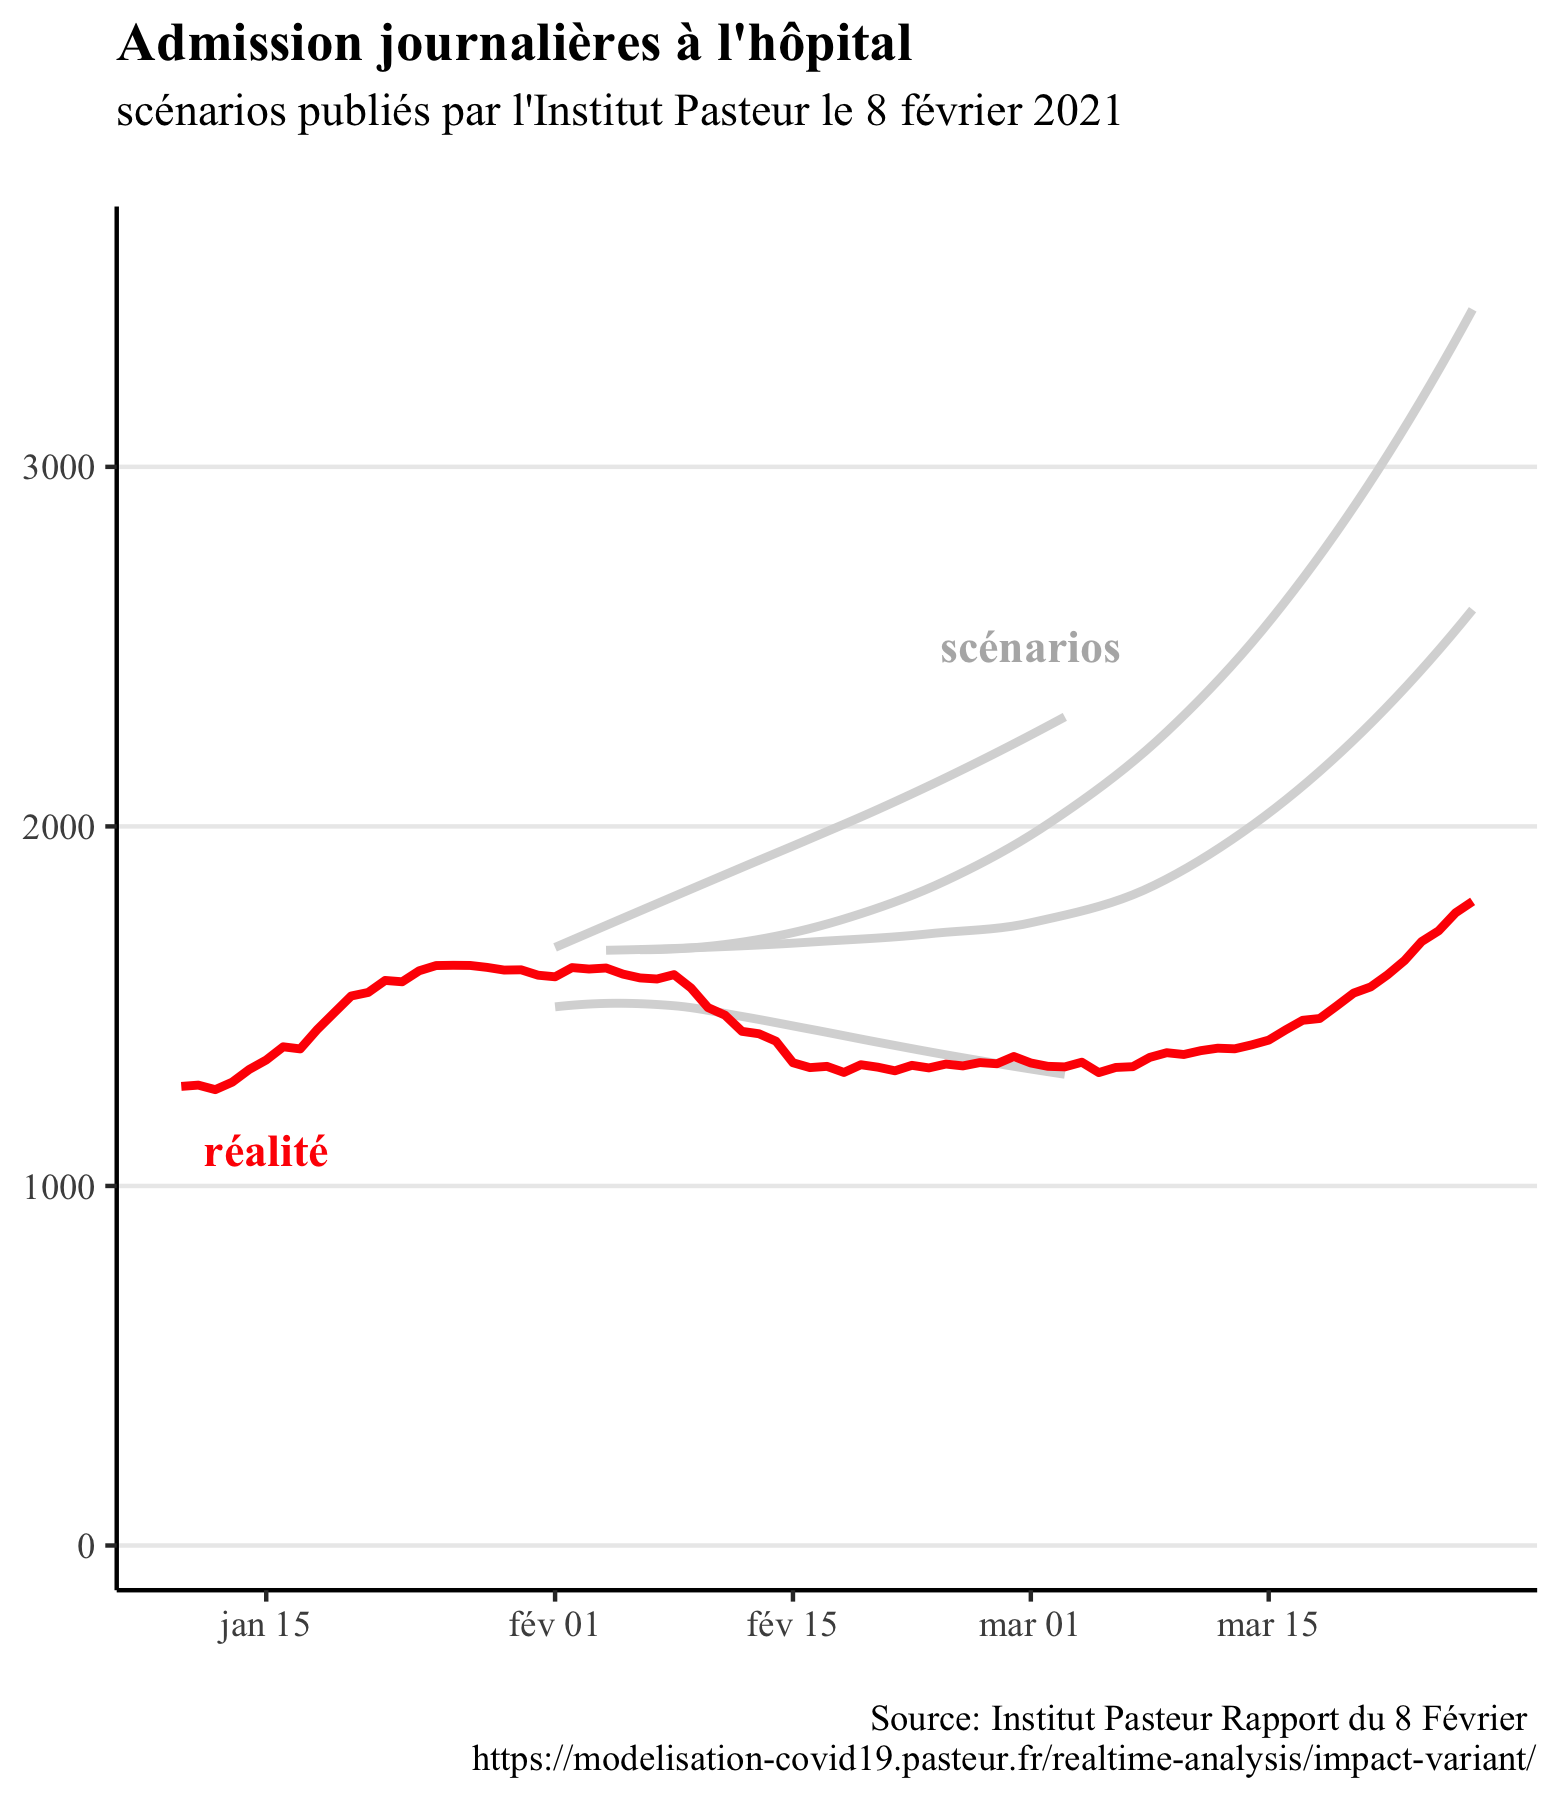 Admission journalières à l'hôpital
scénarios publiés par l'Institut Pasteur le 8 février 2021
3000
scénarios
2000
réalité
1000
0
jan 15 fév 01 fév 15 mar 01 mar 15
Source: Institut Pasteur Rapport du 8 Février
https://modelisation-covid19.pasteur.fr/realtime-analysis/impact-variant/